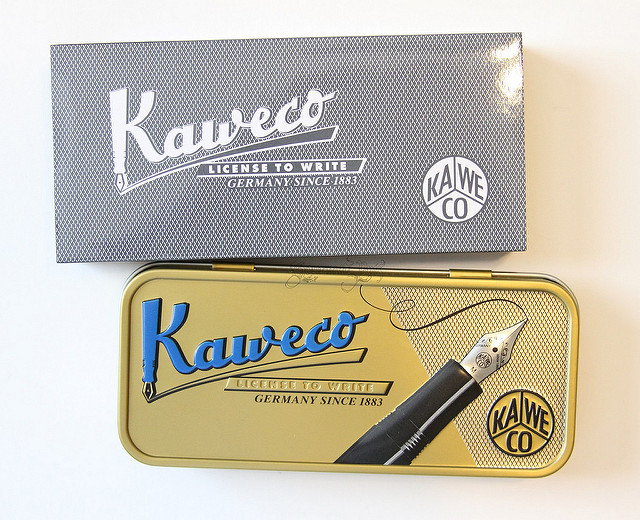 Kaweco
LICENSE TO WRITE
GERMANY SINCE 1883
KA WE
CO
Kaweco
LICENSE TO WRITE
GERMANY SINCE 1883
KA WE
CO